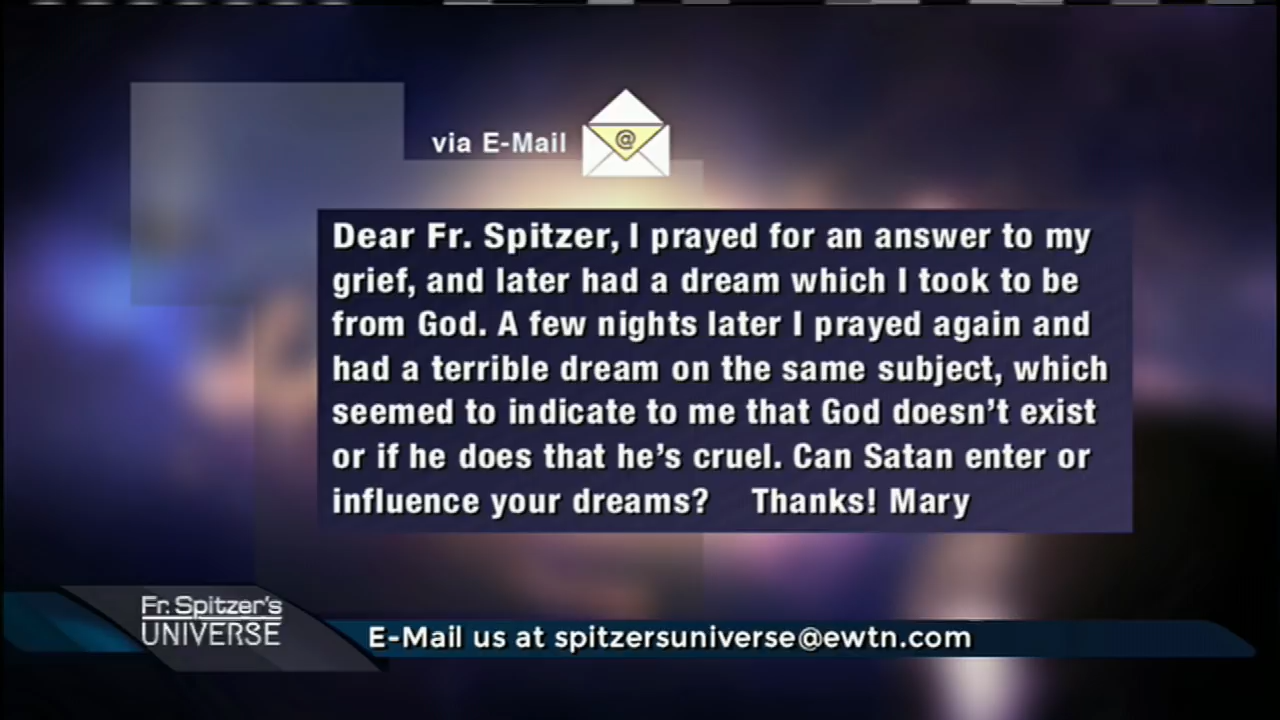 via E-Mail
@
Dear Fr. Spitzer, I prayed for an answer to my
grief, and later had a dream which I took to be
from God. A few nights later I prayed again and
had a terrible dream on the same subject, which
seemed to indicate to me that God doesn't exist
or if he does that he's cruel. Can Satan enter or
influence your dreams? Thanks! Mary
Fr. Spitzer's
UNIVERSE
E-Mail us at spitzersuniverse@ewtn.com